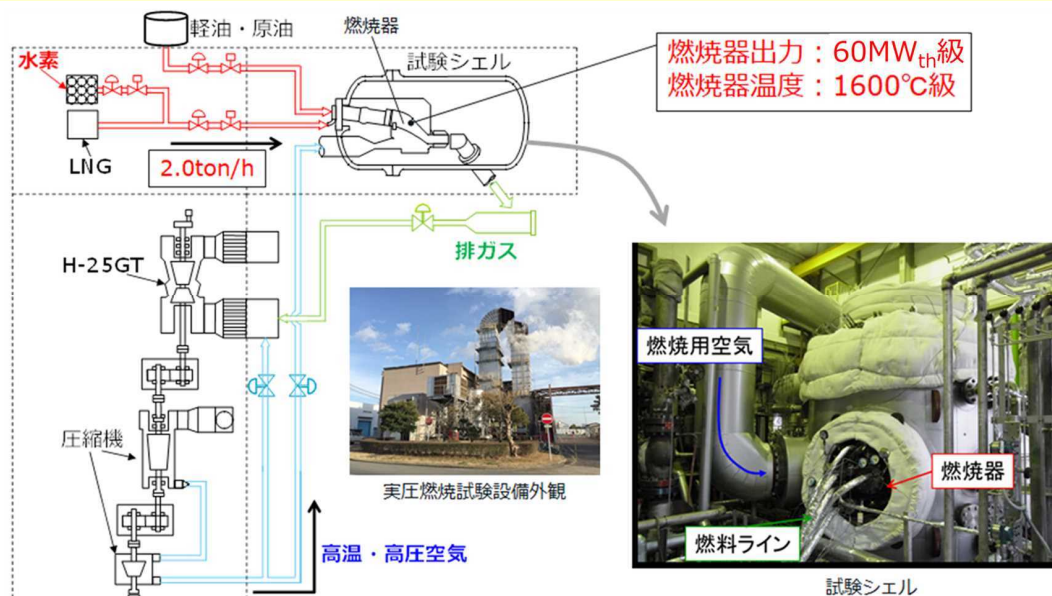 軽油・原油
燃焼器
水素
試験シェル
燃焼器出力：60MWth級
燃焼器温度：1600℃級
LNG
2.0ton/h
排ガス
H-25GT
燃焼用空気
圧縮機
実圧燃焼試験設備外観
燃焼器
燃料ライン
高温・高圧空気
試験シェル